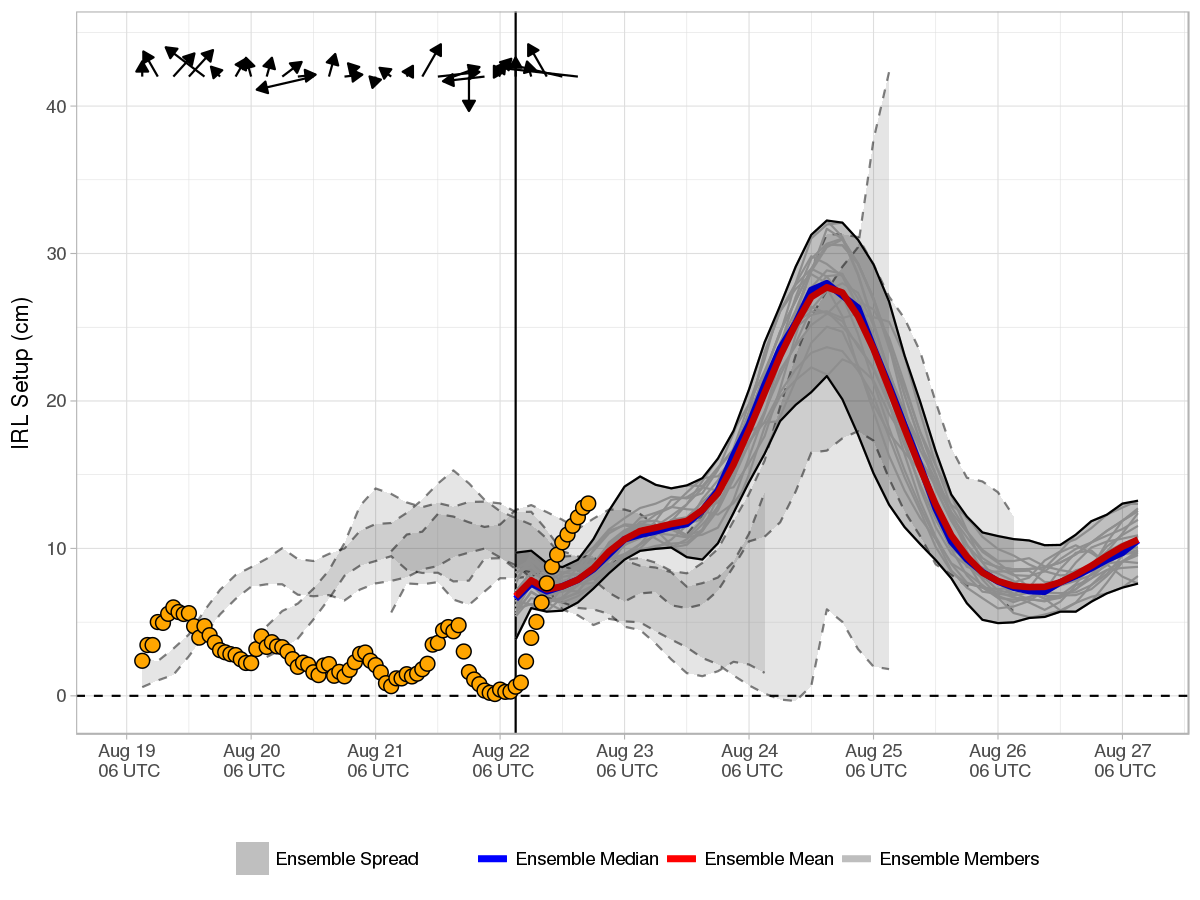 IRL Setup (cm)
40
30
20
10
0
Aug 19 Aug 20 Aug 21 Aug 22 Aug 23 Aug 24 Aug 25 Aug 26 Aug 27
06 UTC 06 UTC 06 UTC 06 UTC 06 UTC 06 UTC 06 UTC 06 UTC 06 UTC
Ensemble Spread Ensemble Median Ensemble Mean Ensemble Members